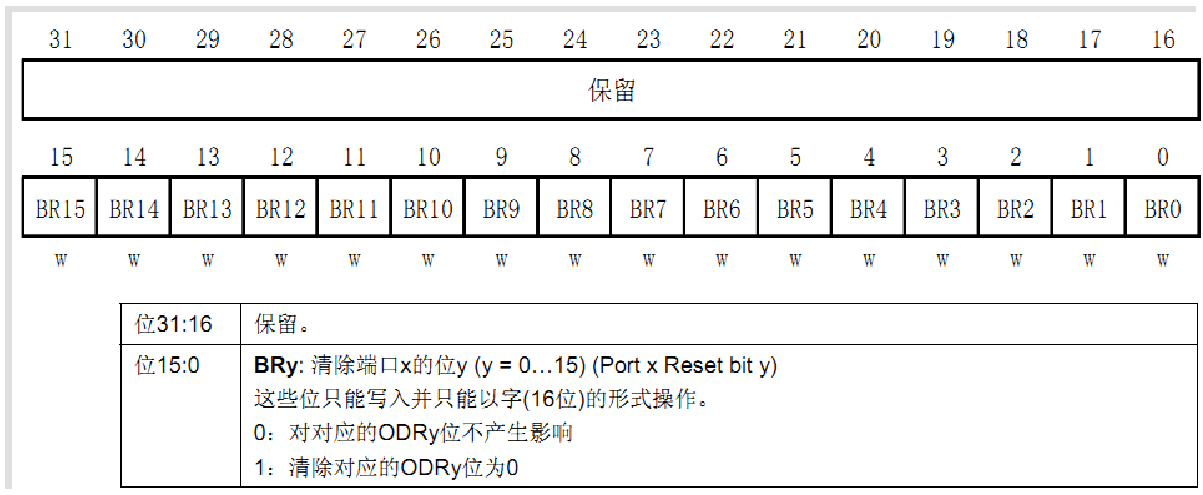 31 30 29 28 27 26 25 24 23 22 21 20 19 18 17 16
保留
15 14 13 12 11 10 9 8 7 6 5 4 3 2 1 0
BR15 BR14 BR13 BR12 BR11 BR10 BR9 BR8 BR7 BR6 BR5 BR4 BR3 BR2 BR1 BR0
w w w w w w w w w w w w w w w w
位31:16 保留。
位15:0 BRy: 清除端口x的位y (y = 0…15) (Port x Reset bit y)
这些位只能写入并只能以字(16位)的形式操作。
0：对对应的ODRy位不产生影响
1：清除对应的ODRy位为0